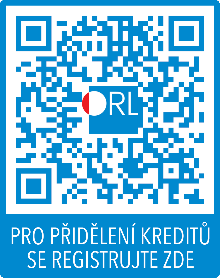 ORL
PRO PŘIDĚLENÍ KREDITŮ
SE REGISTRUJTE ZDE